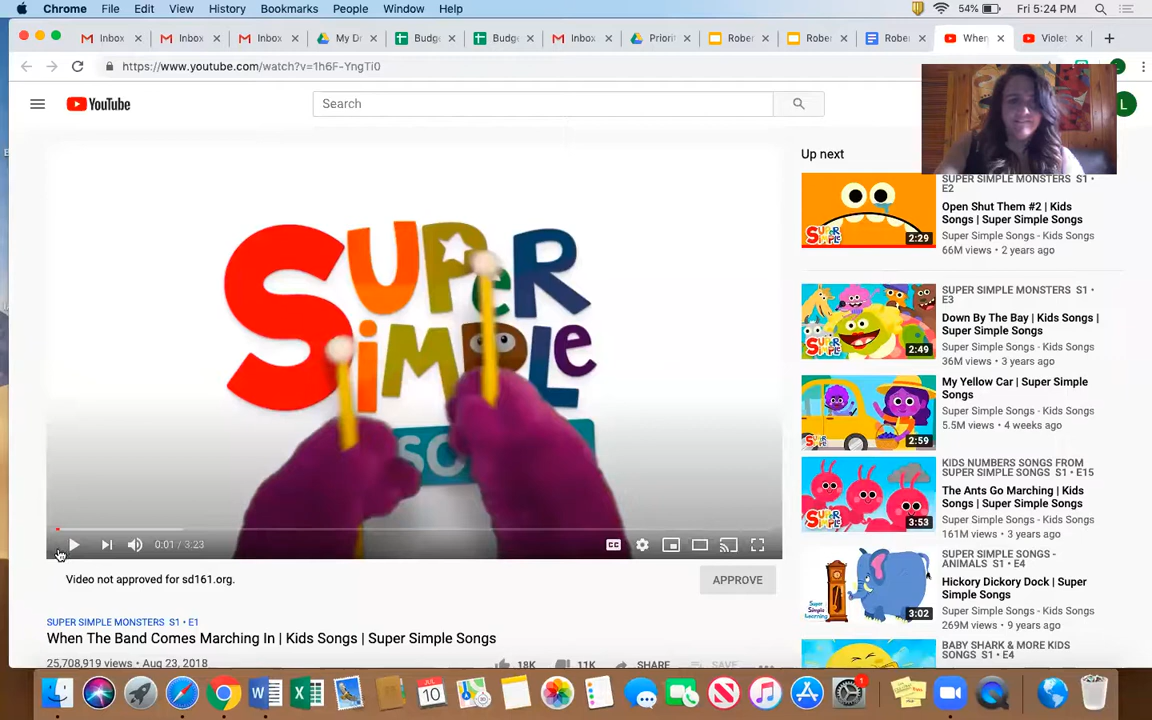 Chrome File Edit View History Bookmarks People Window Help 54% Fri 5:24 PM
Inbox Inbox Inbox My Dr Budge Budge Inbox Priorit Rober Rober Rober When Violet
https://www.youtube.com/watch?v=1h6F-YngTi0
YouTube Search L
Up next
SUPER SiMPLE
SUPER SIMPLE MONSTERS S1 •
E2
Open Shut Them #2 | Kids
Songs | Super Simple Songs
Super Simple Songs - Kids Songs
66M views • 2 years ago
2:29
SUPER SIMPLE MONSTERS S1 •
E3
Down By The Bay | Kids Songs |
Super Simple Songs
Super Simple Songs - Kids Songs
36M views • 3 years ago
2:49
My Yellow Car | Super Simple
Songs
Super Simple Songs - Kids Songs
5.5M views • 4 weeks ago
2:59
KIDS NUMBERS SONGS FROM
SUPER SIMPLE SONGS S1 • E15
The Ants Go Marching | Kids
Songs | Super Simple Songs
Super Simple Songs - Kids Songs
161M views • 3 years ago
3:53
SUPER SIMPLE SONGS -
ANIMALS S1 • E4
Hickory Dickory Dock | Super
Simple Songs
Super Simple Songs - Kids Songs
269M views • 9 years ago
3:02
BABY SHARK & MORE KIDS
SONGS S1 • E4
0:01 / 3:23 CC
Video not approved for sd161.org. APPROVE
SUPER SIMPLE MONSTERS S1 • E1
When The Band Comes Marching In | Kids Songs | Super Simple Songs
25,708,919 views • Aug 23, 2018 18K 11K SHARE SAVE
JUL
10
1